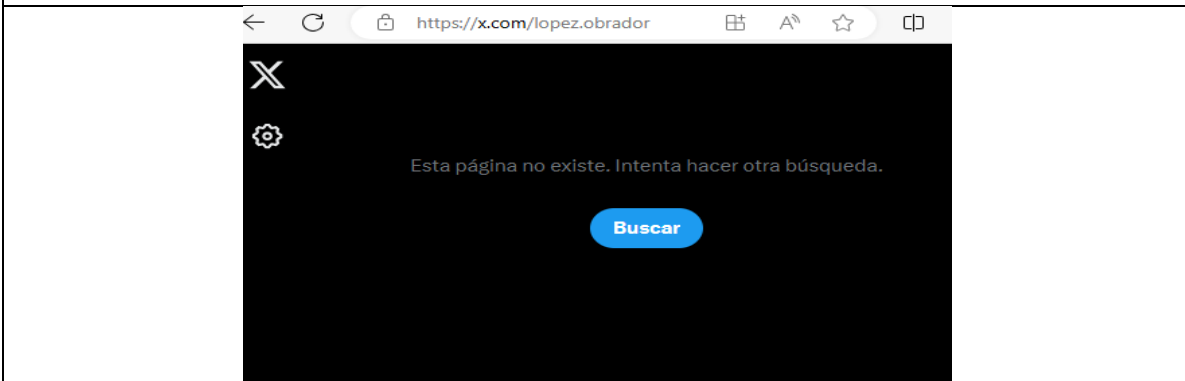 https://x.com/lopez.obrador
Esta página no existe. Intenta hacer otra búsqueda.
Buscar